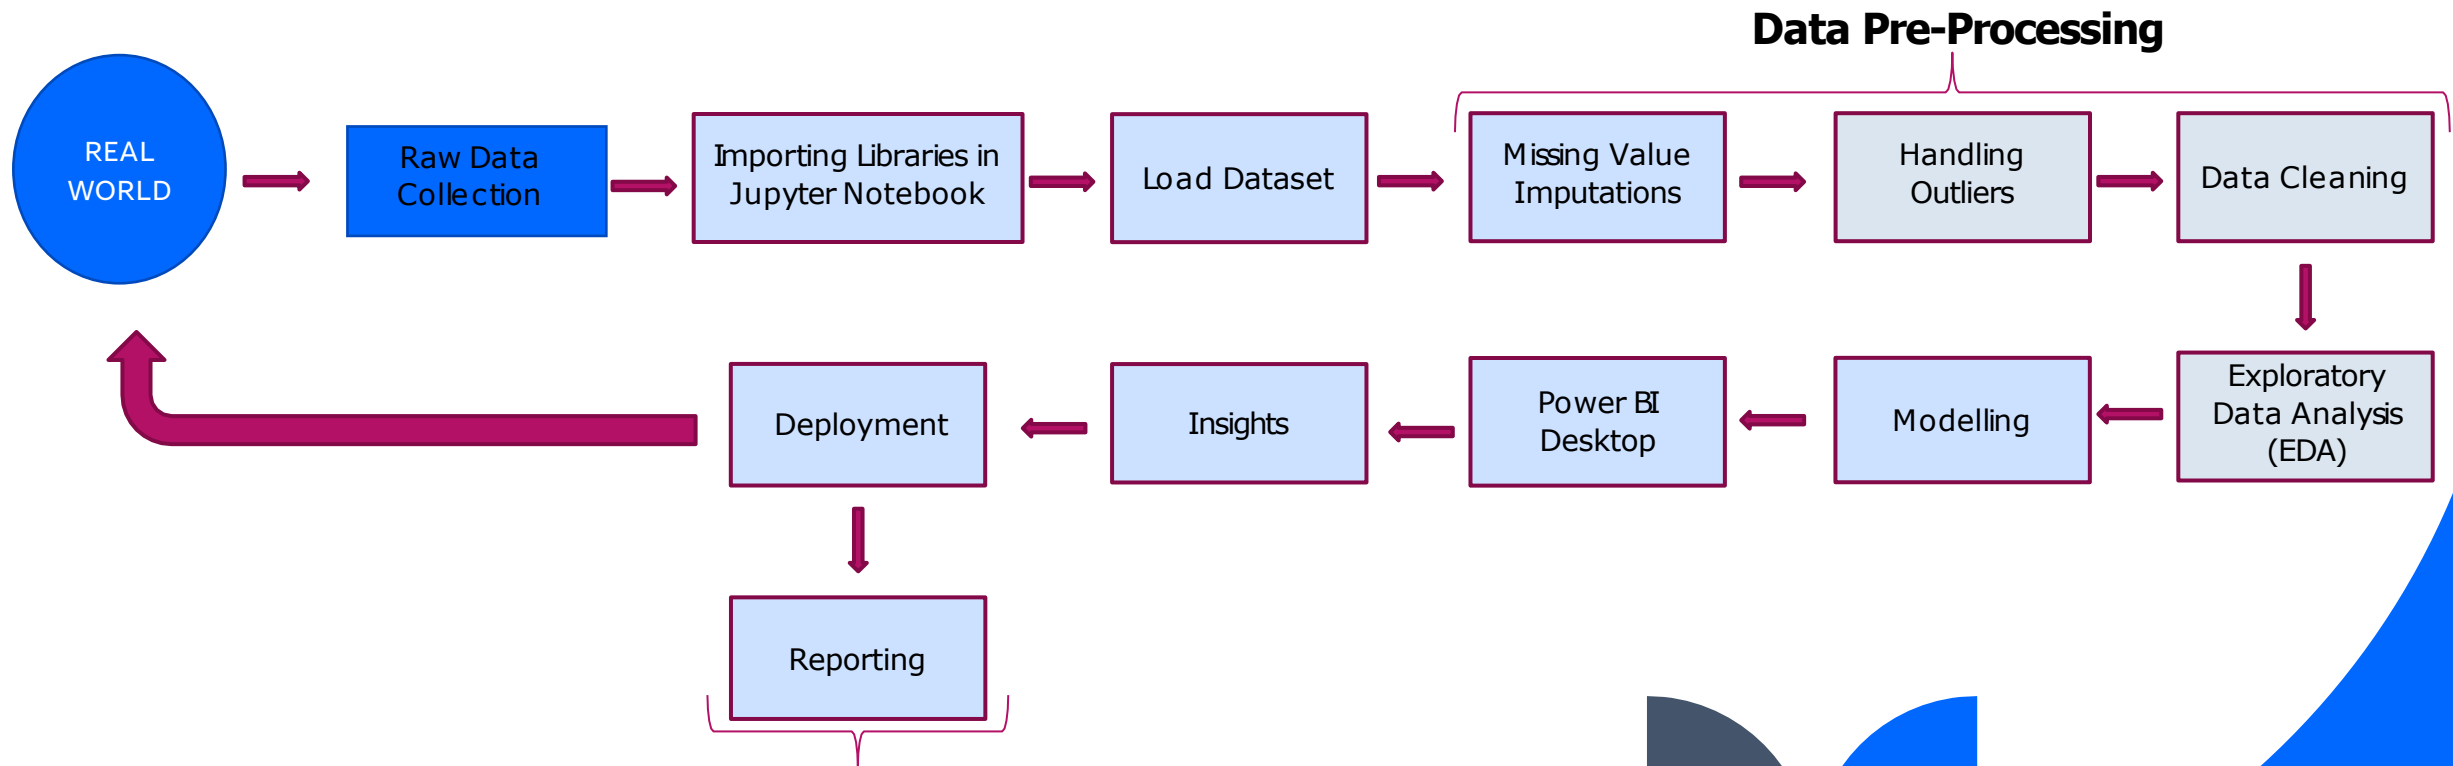 Data Pre-Processing
REAL
WORLD
Raw Data
Collection
Importing Libraries in
Jupyter Notebook
Load Dataset
Missing Value
Imputations
Handling
Outliers
Data Cleaning
Exploratory
Data Analysis
(EDA)
Modelling
Power BI
Desktop
Insights
Deployment
Reporting